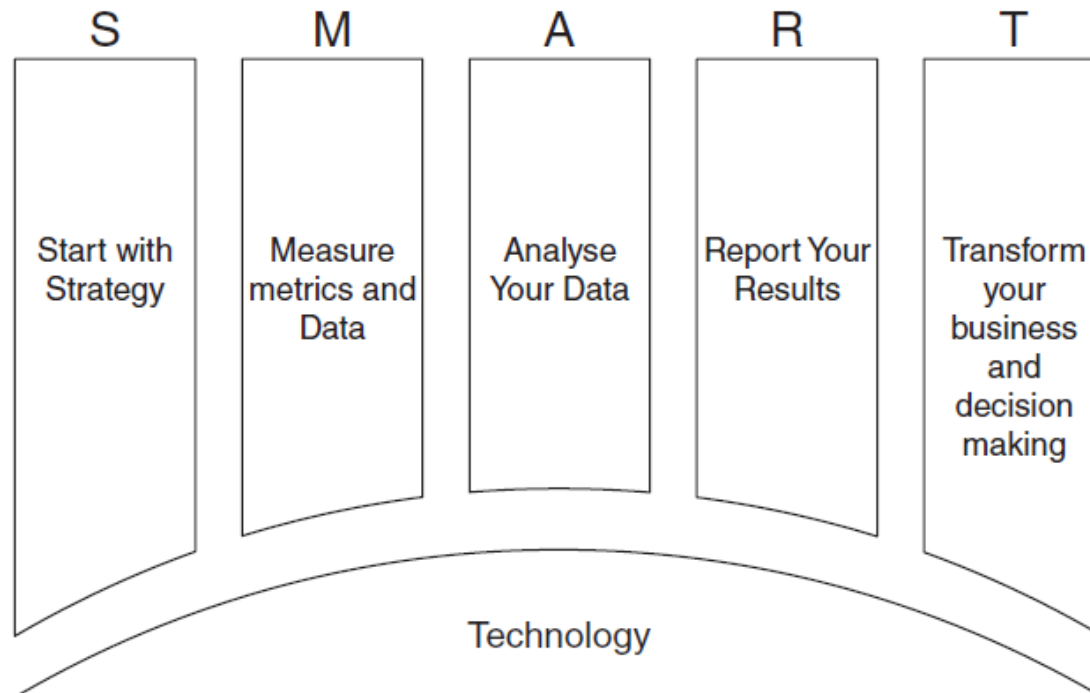 S M A R T
Start with
Strategy
Measure
metrics and
Data
Analyse
Your Data
Report Your
Results
Transform
your
business
and
decision
making
Technology